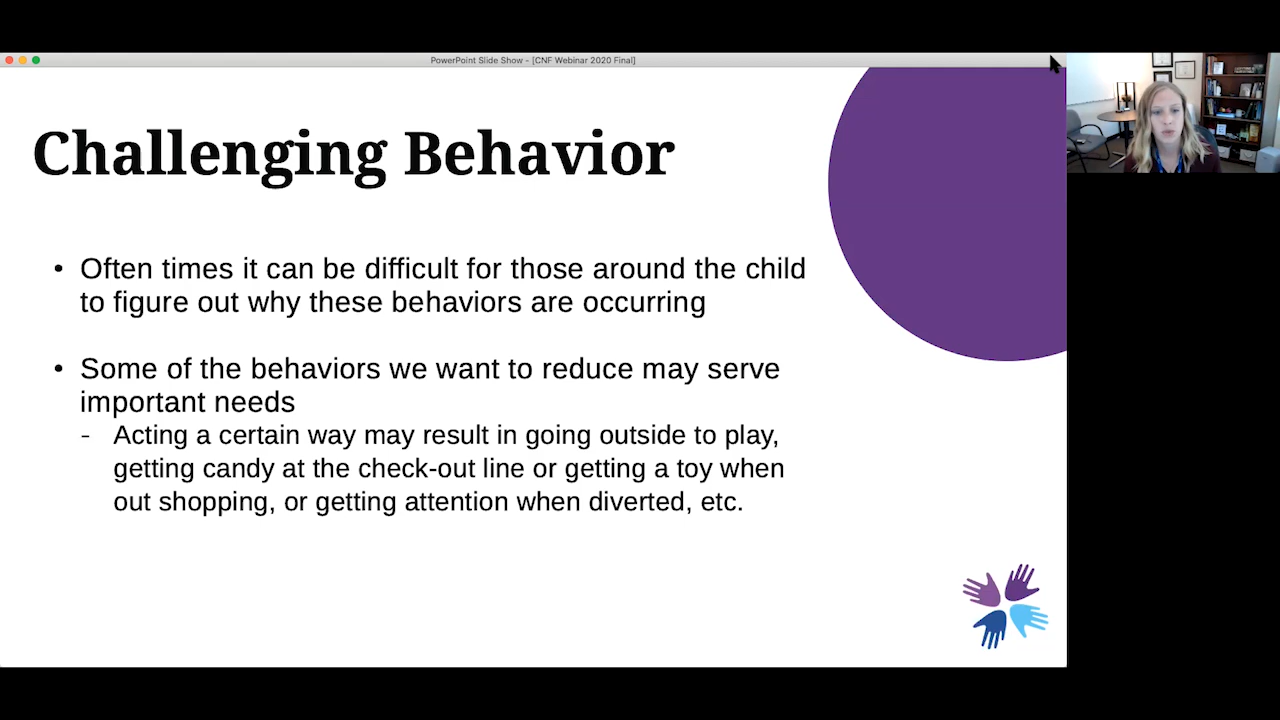 PowerPoint Slide Show - [CNF Webinar 2020 Final]
Challenging Behavior
• Often times it can be difficult for those around the child
to figure out why these behaviors are occurring
• Some of the behaviors we want to reduce may serve
important needs
- Acting a certain way may result in going outside to play,
getting candy at the check-out line or getting a toy when
out shopping, or getting attention when diverted, etc.